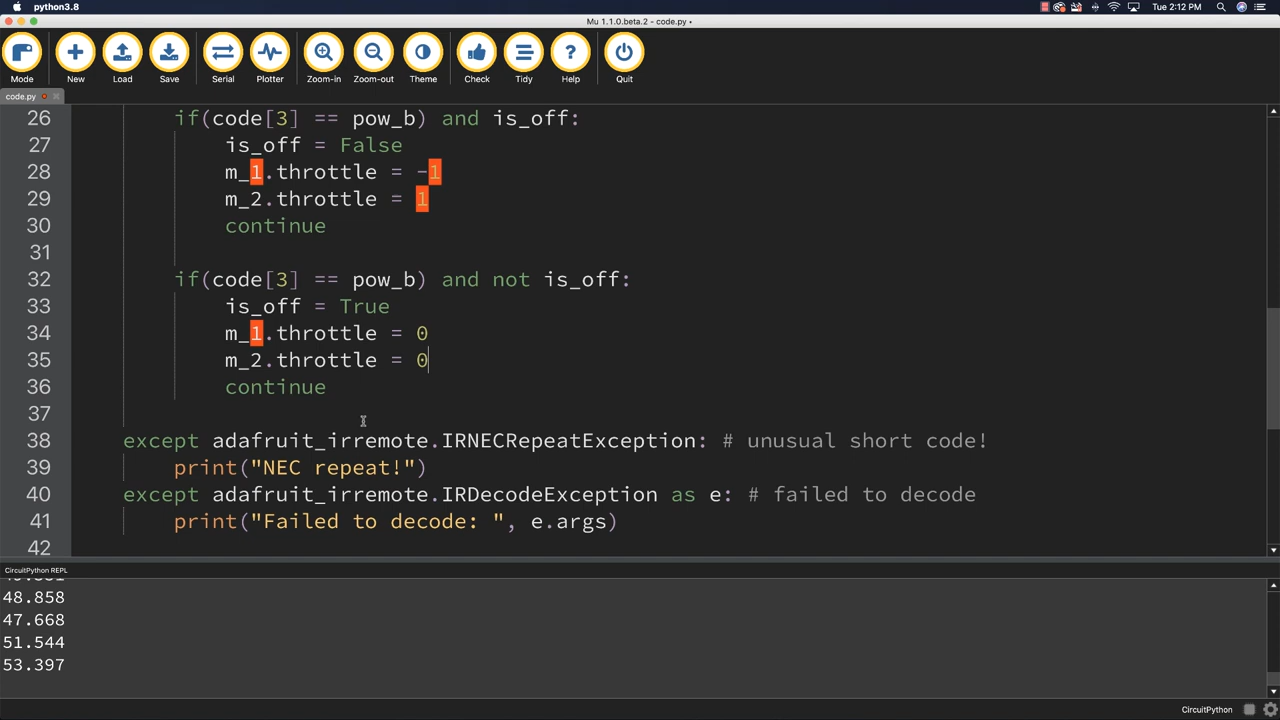 python3.8
Tue 2:12 PM
Mu 1.1.0.beta.2 - code.py •
Mode New Load Save Serial Plotter Zoom-in Zoom-out Theme Check Tidy Help Quit
code.py
26 if(code[3] == pow_b) and is_off:
27 is_off = False
28 m_1.throttle = -1
29 m_2.throttle = 1
30 continue
31
32 if(code[3] == pow_b) and not is_off:
33 is_off = True
34 m_1.throttle = 0
35 m_2.throttle = 0
36 continue
37
38 except adafruit_irremote.IRNECRepeatException: # unusual short code!
39 print("NEC repeat!")
40 except adafruit_irremote.IRDecodeException as e: # failed to decode
41 print("Failed to decode: ", e.args)
42
CircuitPython REPL
48.858
47.668
51.544
53.397
CircuitPython